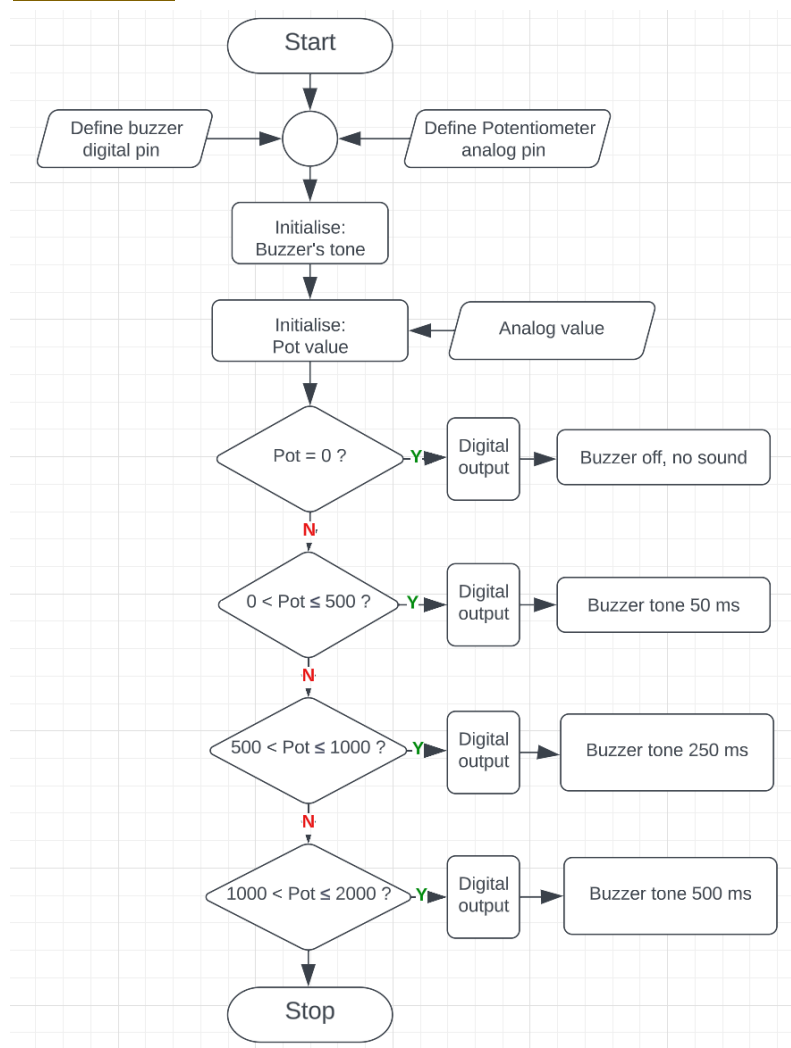 Start
Define buzzer
digital pin
Define Potentiometer
analog pin
Initialise:
Buzzer's tone
Initialise:
Pot value
Analog value
Pot = 0 ?
Y
Digital
output
Buzzer off, no sound
N
0 < Pot ≤ 500 ?
Y
Digital
output
Buzzer tone 50 ms
N
500 < Pot ≤ 1000 ?
Y
Digital
output
Buzzer tone 250 ms
N
1000 < Pot ≤ 2000 ?
Y
Digital
output
Buzzer tone 500 ms
Stop